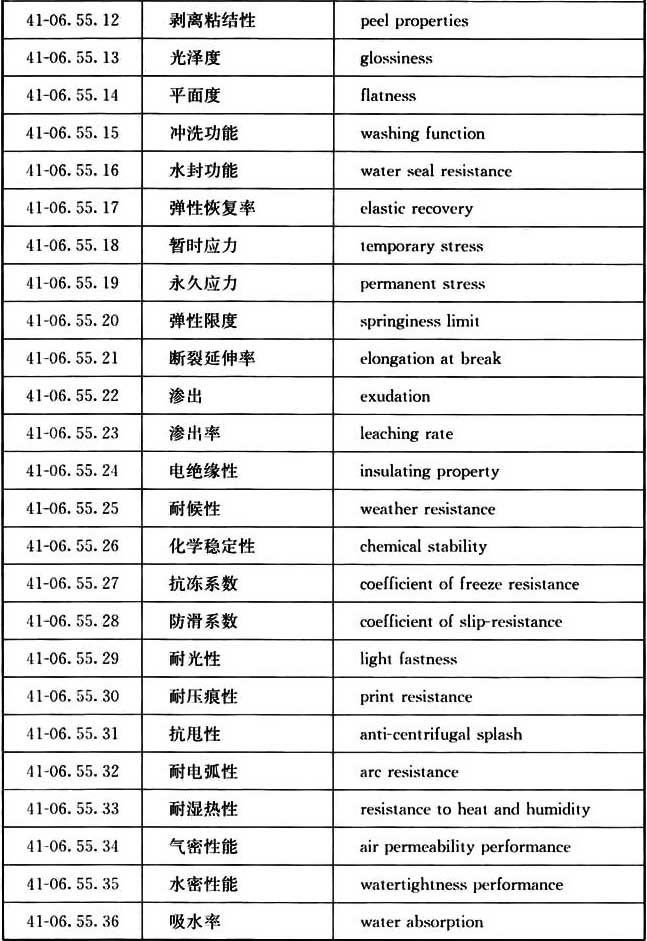 41-06.55.12 剥离粘结性 peel properties
41-06.55.13 光泽度 glossiness
41-06.55.14 平面度 flatness
41-06.55.15 冲洗功能 washing function
41-06.55.16 水封功能 water seal resistance
41-06.55.17 弹性恢复率 elastic recovery
41-06.55.18 暂时应力 temporary stress
41-06.55.19 永久应力 permanent stress
41-06.55.20 弹性限度 springiness limit
41-06.55.21 断裂延伸率 elongation at break
41-06.55.22 渗出 exudation
41-06.55.23 渗出率 leaching rate
41-06.55.24 电绝缘性 insulating property
41-06.55.25 耐候性 weather resistance
41-06.55.26 化学稳定性 chemical stability
41-06.55.27 抗冻系数 coefficient of freeze resistance
41-06.55.28 防滑系数 coefficient of slip-resistance
41-06.55.29 耐光性 light fastness
41-06.55.30 耐压痕性 print resistance
41-06.55.31 抗甩性 anti-centrifugal splash
41-06.55.32 耐电弧性 arc resistance
41-06.55.33 耐湿热性 resistance to heat and humidity
41-06.55.34 气密性能 air permeability performance
41-06.55.35 水密性能 watertightness performance
41-06.55.36 吸水率 water absorption